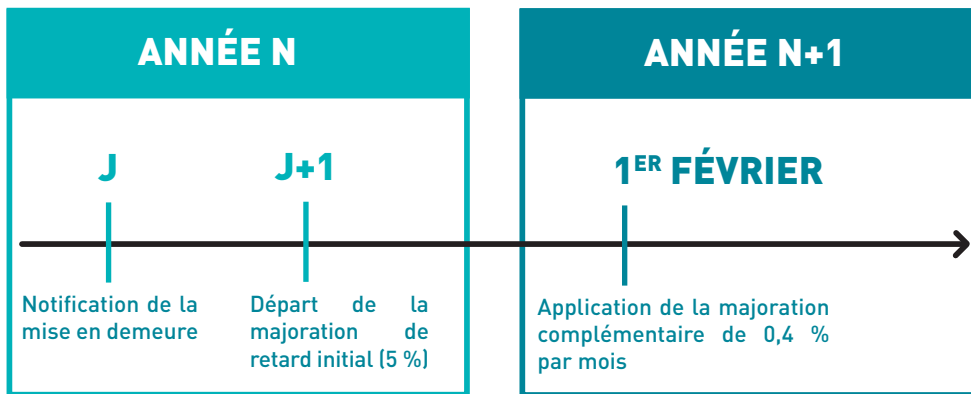 ANNÉE N
J
J+1
Notification de la
mise en demeure
Départ de la
majoration de
retard initial (5 %)
ANNÉE N+1
1ER FÉVRIER
Application de la majoration
complémentaire de 0,4 %
par mois